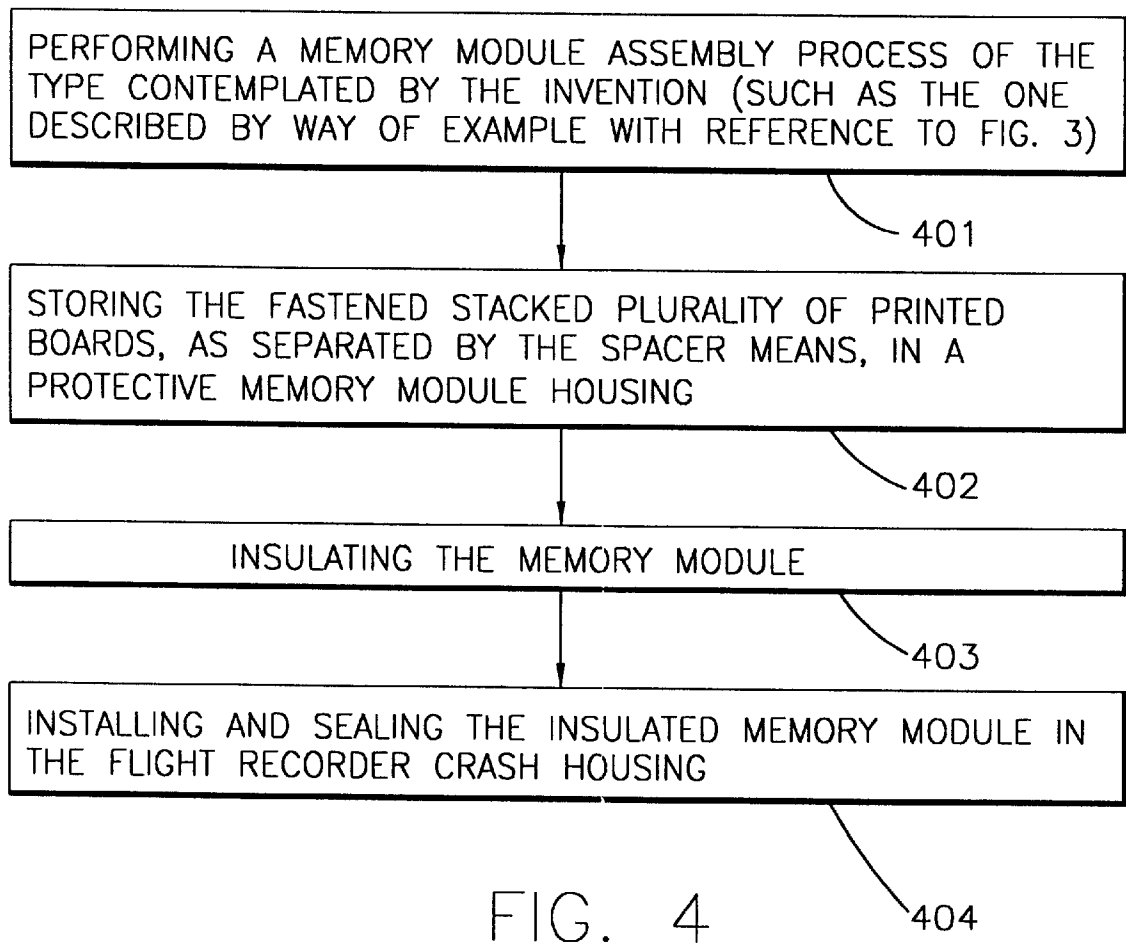 PERFORMING A MEMORY MODULE ASSEMBLY PROCESS OF THE
TYPE CONTEMPLATED BY THE INVENTION (SUCH AS THE ONE
DESCRIBED BY WAY OF EXAMPLE WITH REFERENCE TO FIG. 3)
401
STORING THE FASTENED STACKED PLURALITY OF PRINTED
BOARDS, AS SEPARATED BY THE SPACER MEANS, IN A
PROTECTIVE MEMORY MODULE HOUSING
402
INSULATING THE MEMORY MODULE
403
INSTALLING AND SEALING THE INSULATED MEMORY MODULE IN
THE FLIGHT RECORDER CRASH HOUSING
404
FIG. 4